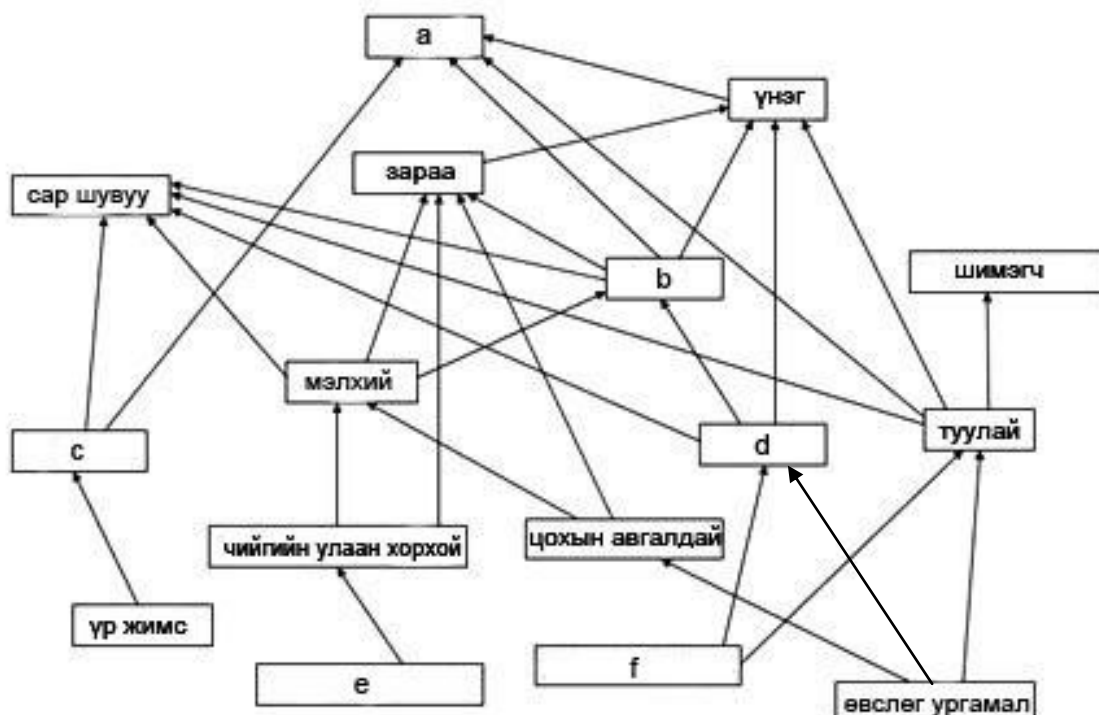 a
үнэг
зараа
сар шувуу
b
шимэгч
мэлхий
туулай
d
c
цохын авгалдай
чийгийн улаан хорхой
үр жимс
f
e
өвслөг ургамал